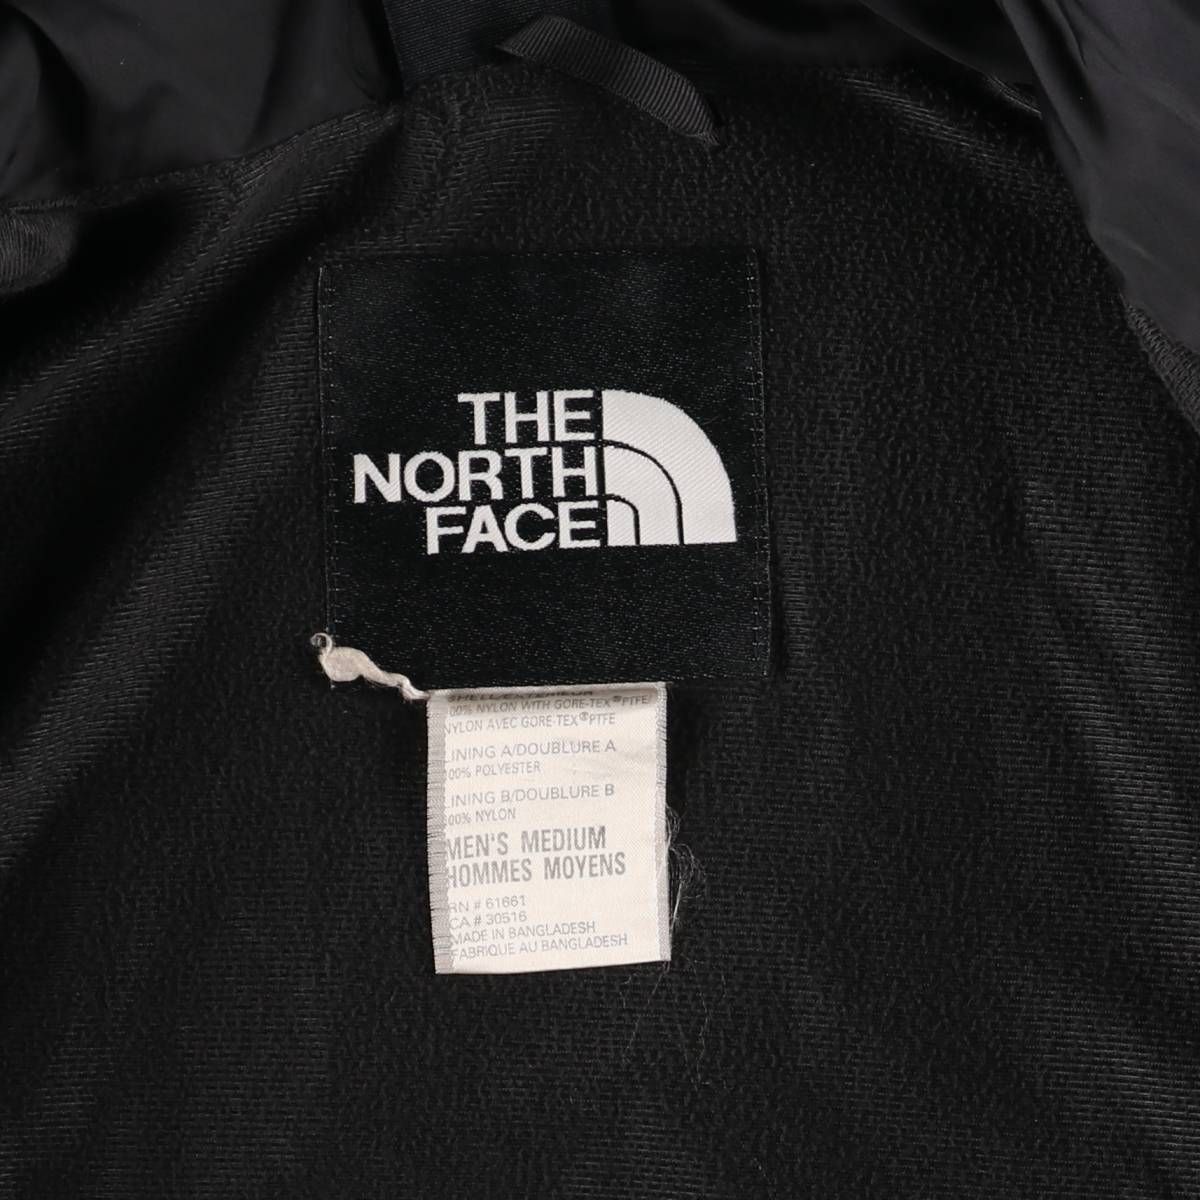 THE
NORTH
FACE
NYLON WITH GORE-TEX®PTFE/
NYLON AVEC GORE-TEX®PTFE
LINING A/DOUBLURE A
100% POLYESTER
LINING B/DOUBLURE B
100% NYLON
MEN'S MEDIUM
HOMMES MOYENS
RN # 61661
CA # 30516
MADE IN BANGLADESH
FABRIQUE AU BANGLADESH